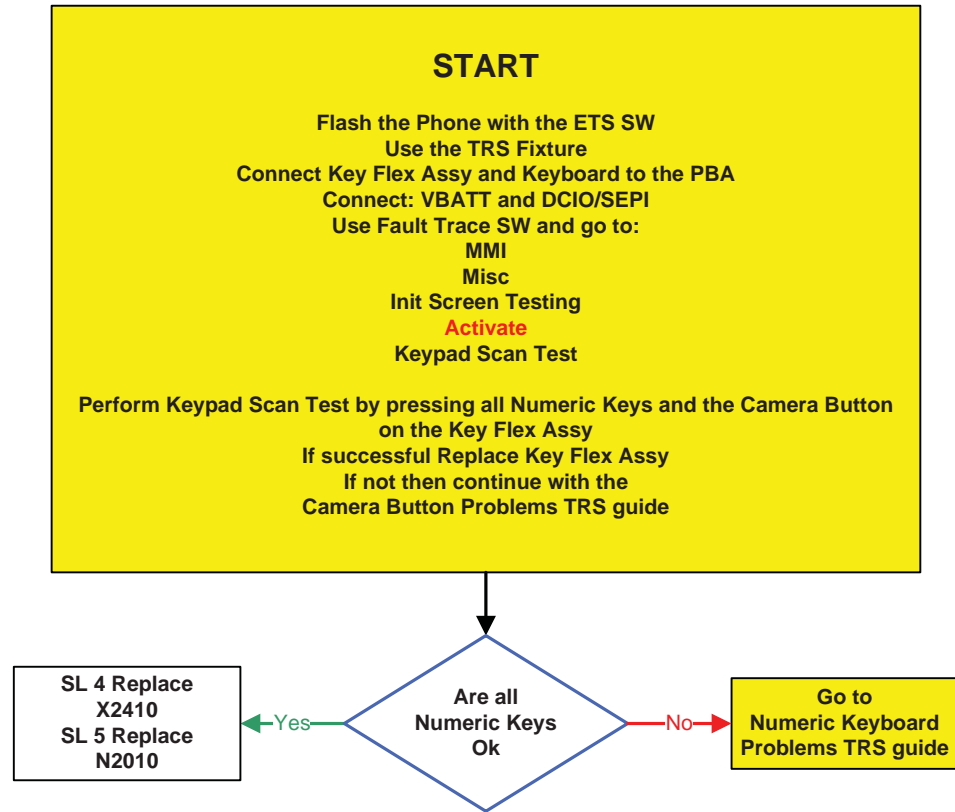 START
Flash the Phone with the ETS SW
Use the TRS Fixture
Connect Key Flex Assy and Keyboard to the PBA
Connect: VBATT and DCIO/SEPI
Use Fault Trace SW and go to:
MMI
Misc
Init Screen Testing
Activate
Keypad Scan Test
Perform Keypad Scan Test by pressing all Numeric Keys and the Camera Button
on the Key Flex Assy
If successful Replace Key Flex Assy
If not then continue with the
Camera Button Problems TRS guide
Are all
Numeric Keys
Ok
Yes
SL 4 Replace
X2410
SL 5 Replace
N2010
No
Go to
Numeric Keyboard
Problems TRS guide